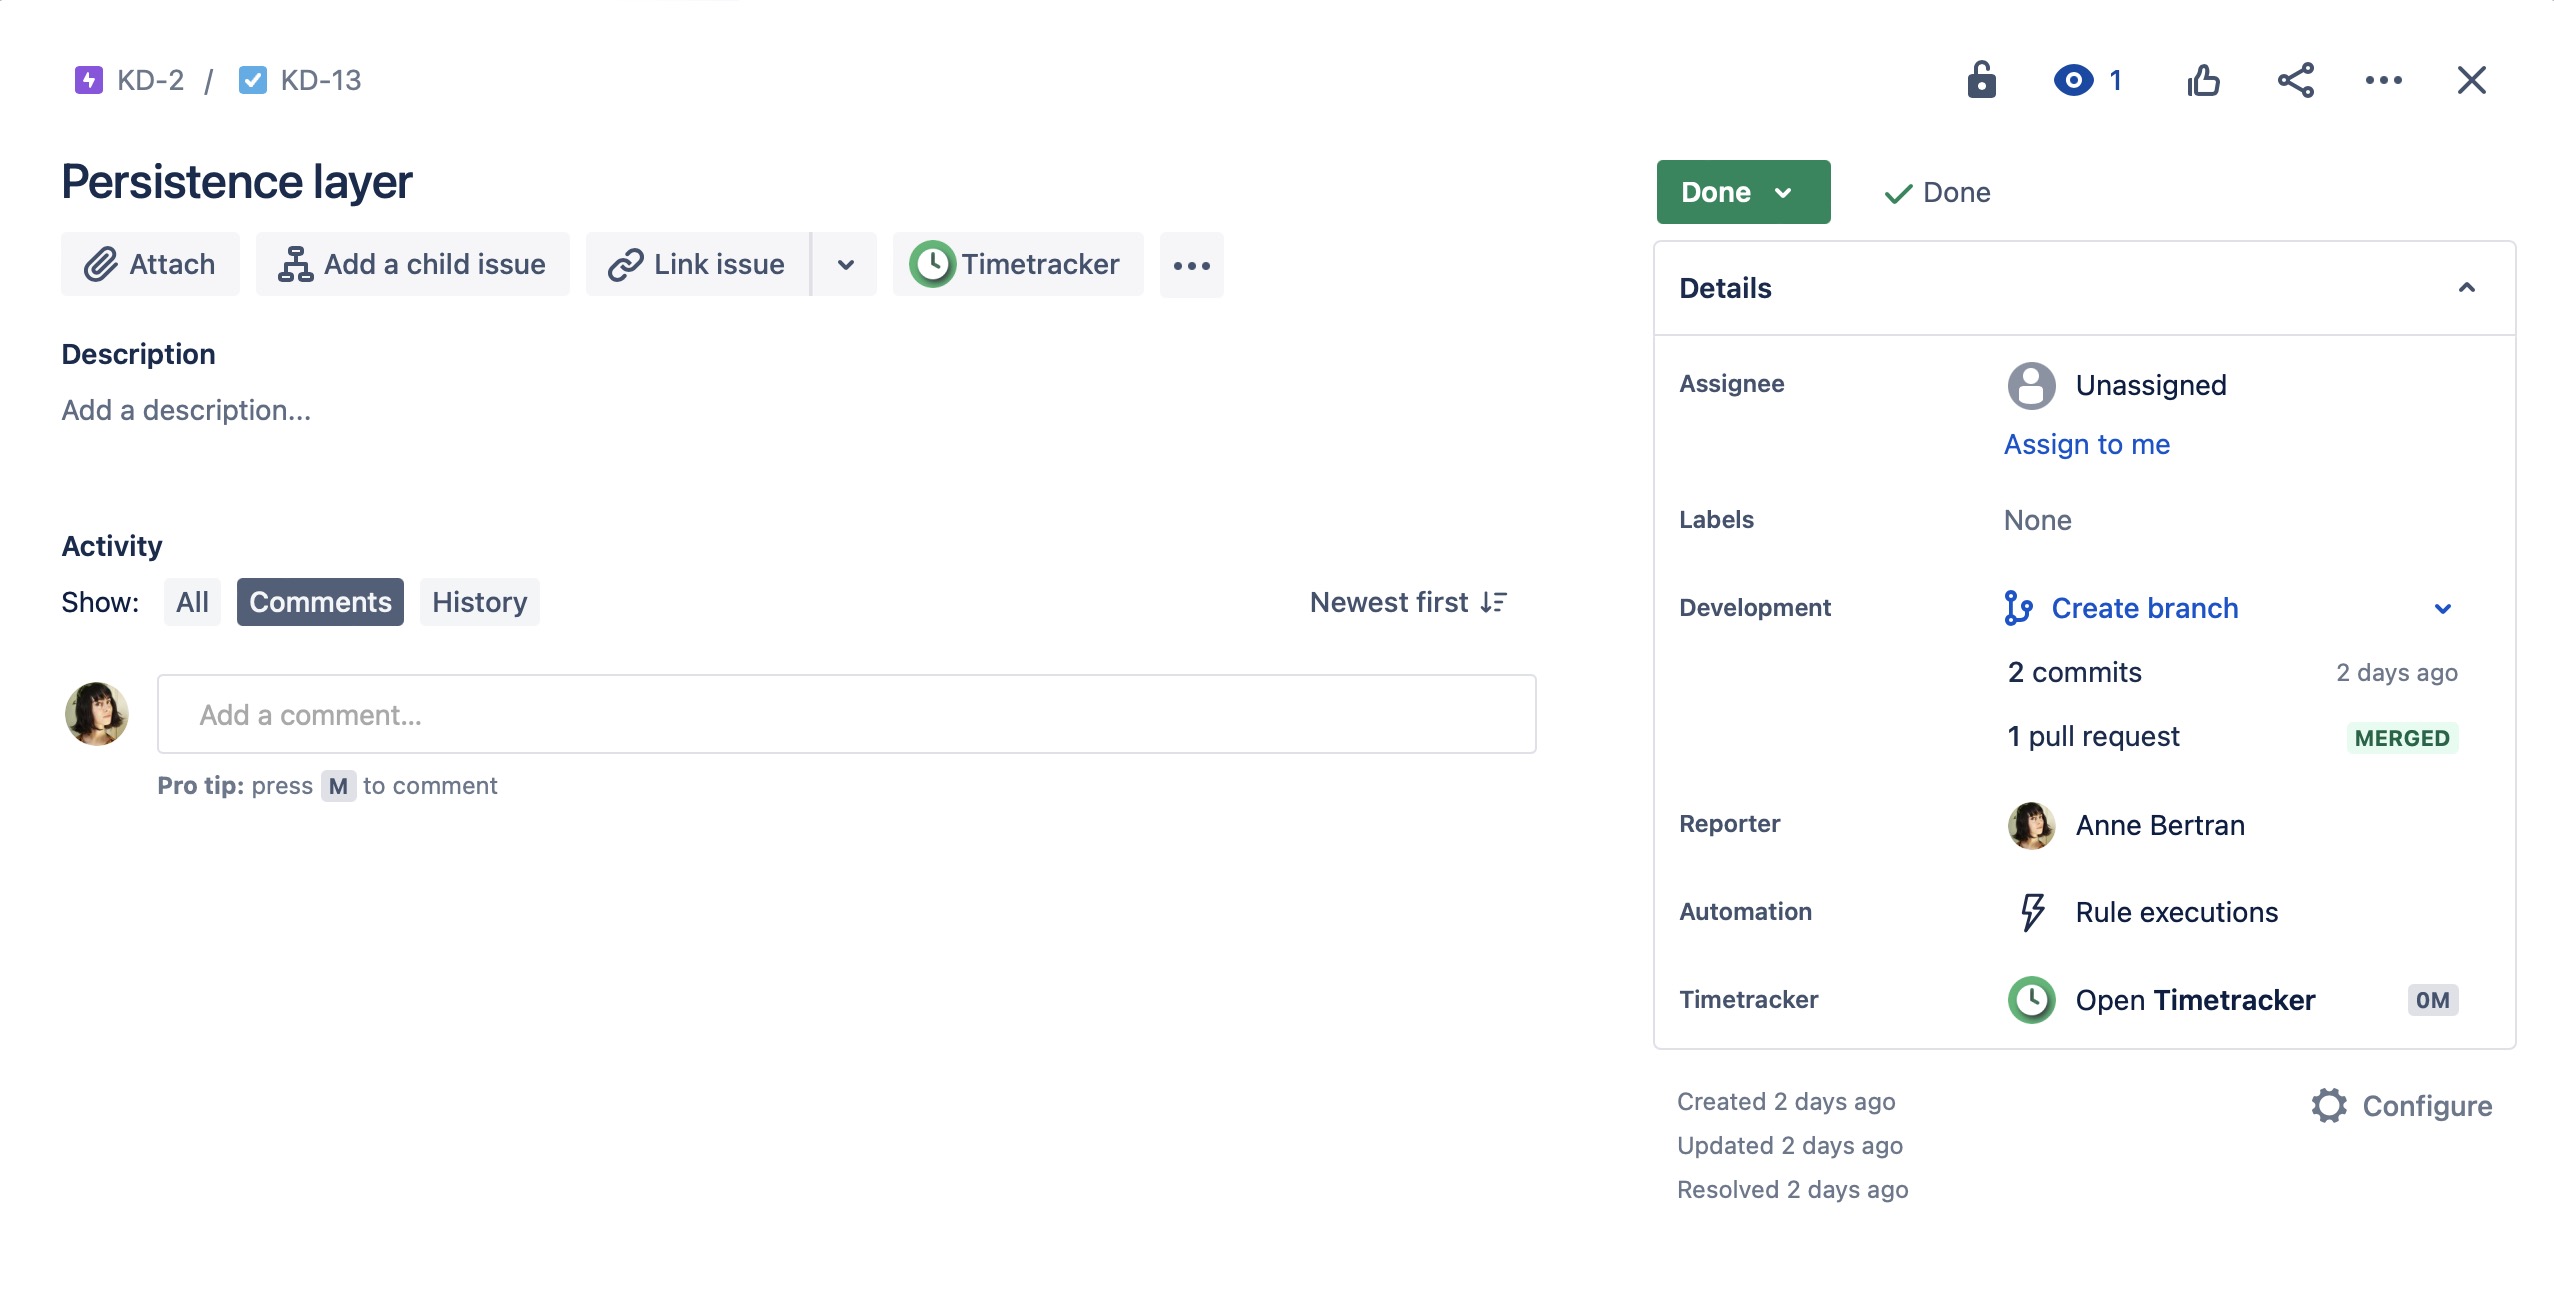 KD-2 / KD-13
1
Persistence layer
Attach
Add a child issue
Link issue
Timetracker
Description
Add a description...
Activity
Show: All Comments History
Newest first
Add a comment...
Pro tip: press M to comment
Done
Done
Details
Assignee
Unassigned
Assign to me
Labels
None
Development
Create branch
2 commits
2 days ago
1 pull request
MERGED
Reporter
Anne Bertran
Automation
Rule executions
Timetracker
Open Timetracker
0M
Created 2 days ago
Updated 2 days ago
Resolved 2 days ago
Configure